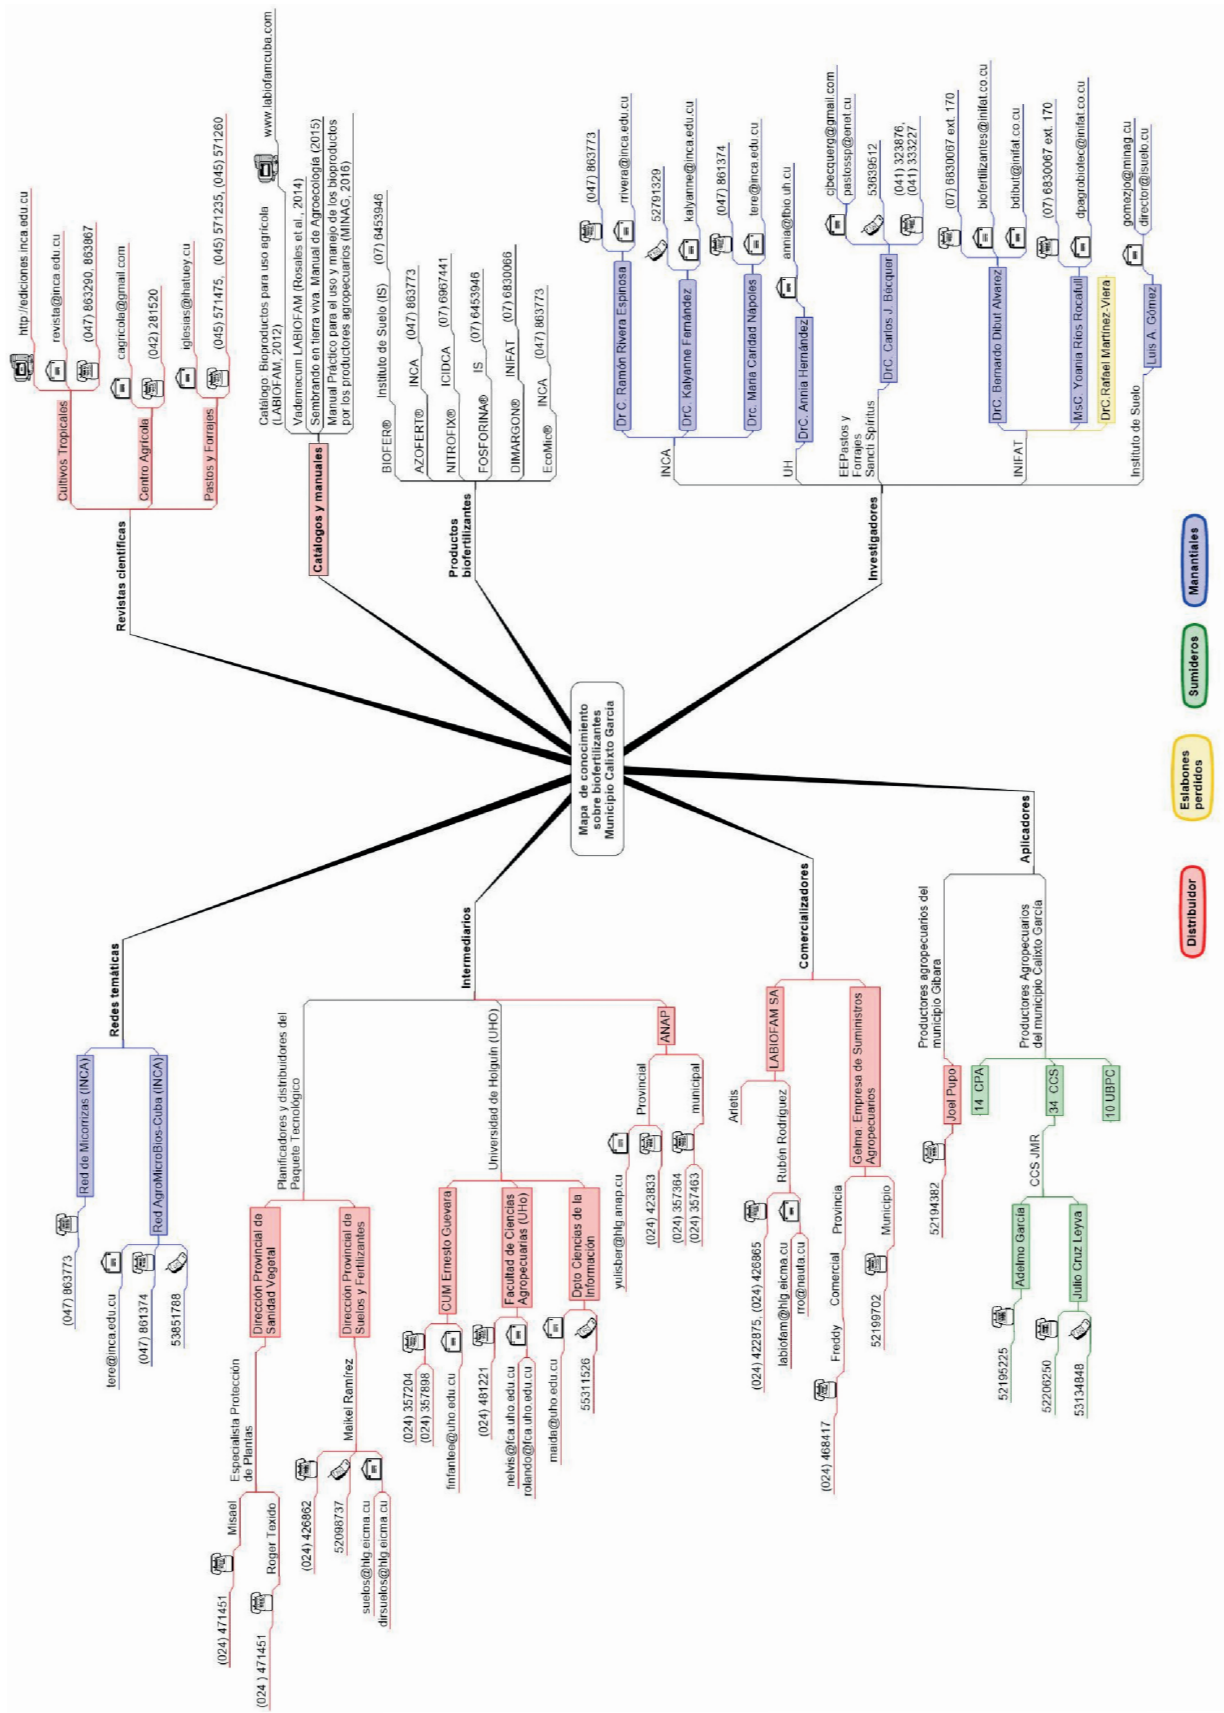 Mapa de conocimiento
sobre biofertilizantes
Municipio Calixto García
Revistas científicas
Cultivos Tropicales
http://ediciones.inca.edu.cu
revista@inca.edu.cu
(047) 863290, 863867
Centro Agrícola
cagricola@gmail.com
(042) 281520
Pastos y Forrajes
iglesias@ihatuey.cu
(045) 571475, (045) 571235, (045) 571260
Catálogos y manuales
Catálogo: Bioproductos para uso agrícola
(LABIOFAM, 2012)
www.labiofamcuba.com
Vademecum LABIOFAM (Rosales et al., 2014)
Sembrando en tierra viva. Manual de Agroecología (2015)
Manual Práctico para el uso y manejo de los bioproductos
por los productores agropecuarios (MINAG, 2016)
Productos
biofertilizantes
BIOFER® Instituto de Suelo (IS) (07) 6453946
AZOFERT® INCA (047) 863773
NITROFIX® ICIDCA (07) 6967441
FOSFORINA® IS (07) 6453946
DIMARGON® INIFAT (07) 6830066
EcoMic® INCA (047) 863773
Investigadores
INCA
Dr C. Ramón Rivera Espinosa
(047) 863773
rrivera@inca.edu.cu
DrC. Kalyanne Fernández
52791329
kalyanne@inca.edu.cu
Drc. Maria Caridad Nápoles
(047) 861374
tere@inca.edu.cu
UH
DrC. Annia Hernández
annia@fbio.uh.cu
EEPastos y
Forrajes
Sancti Spíritus
DrC. Carlos J. Bécquer
cjbecquerg@gmail.com
pastossp@enet.cu
53639512
(041) 323876,
(041) 333227
INIFAT
DrC. Bernardo Dibut Alvarez
(07) 6830067 ext. 170
biofertilizantes@inifat.co.cu
bdibut@inifat.co.cu
MsC. Yoania Ríos Rocafull
(07) 6830067 ext. 170
dpagrobiotec@inifat.co.cu
DrC.Rafael Martínez-Viera
Instituto de Suelo
Luis A. Gómez
gomezjo@minag.cu
director@isuelo.cu
Redes temáticas
Red de Micorrizas (INCA)
(047) 863773
Red AgroMicroBios-Cuba (INCA)
tere@inca.edu.cu
(047) 861374
53851788
Intermediarios
Planificadores y distribuidores del
Paquete Tecnológico
Dirección Provincial de
Sanidad Vegetal
Especialista Protección
de Plantas
Misael
(024) 471451
Roger Texido
(024 ) 471451
Dirección Provincial de
Suelos y Fertilizantes
Maikel Ramírez
(024) 426862
52098737
suelos@hlg.eicma.cu
dirsuelos@hlg.eicma.cu
Universidad de Holguín (UHO)
CUM Ernesto Guevara
(024) 357204
(024) 357898
finfantee@uho.edu.cu
Facultad de Ciencias
Agropecuarias (UHo)
(024) 481221
nelvis@fca.uho.edu.cu
rolando@fca.uho.edu.cu
Dpto Ciencias de la
Información
maida@uho.edu.cu
55311526
ANAP
Provincial
yulisber@hlg.anap.cu
(024) 423833
municipal
(024) 357364
(024) 357463
Comercializadores
LABIOFAM SA
Arletis
Rubén Rodríguez
(024) 422875, (024) 426865
labiofam@hlg.eicma.cu
rro@nauta.cu
Gelma: Empresa de Suministros
Agropecuarios
Provincia
Comercial
Freddy
(024) 468417
Municipio
52199702
Aplicadores
Productores agropecuarios del
municipio Gibara
Joel Pupo
52194382
Productores Agropecuarios
del municipio Calixto García
14 CPA
34 CCS
CCS JMR
Adelmo García
52195225
Julio Cruz Leyva
52206250
53134848
10 UBPC
Distribuidor
Eslabones
perdidos
Sumideros
Manantiales